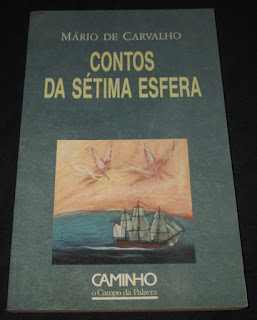 MÁRIO DE CARVALHO
CONTOS
DA SÉTIMA ESFERA
CAMINHO
o Campo da Palavra